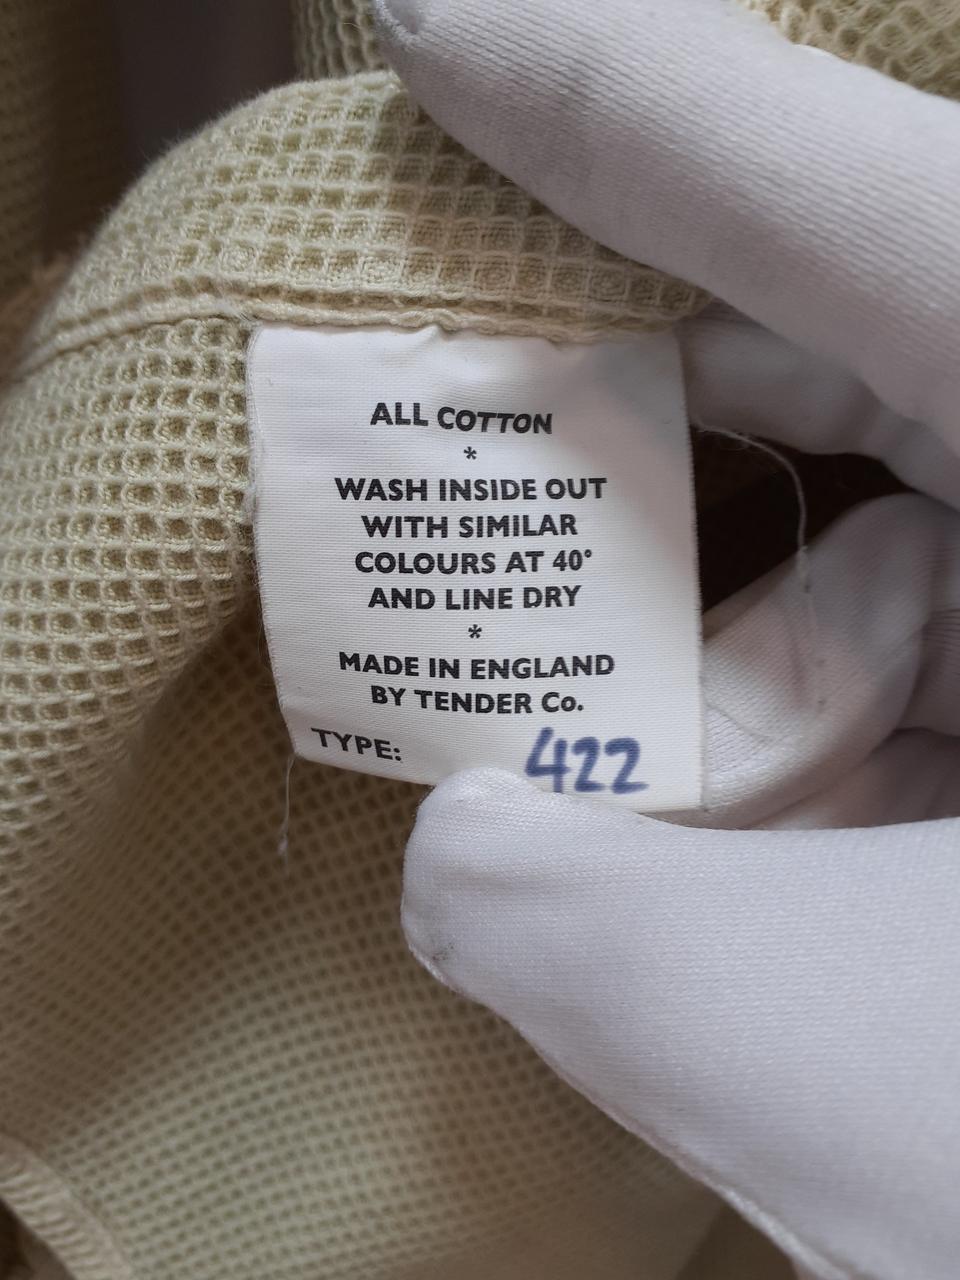 ALL COTTON
*
WASH INSIDE OUT
WITH SIMILAR
COLOURS AT 40°
AND LINE DRY
*
MADE IN ENGLAND
BY TENDER Co.
TYPE: 422